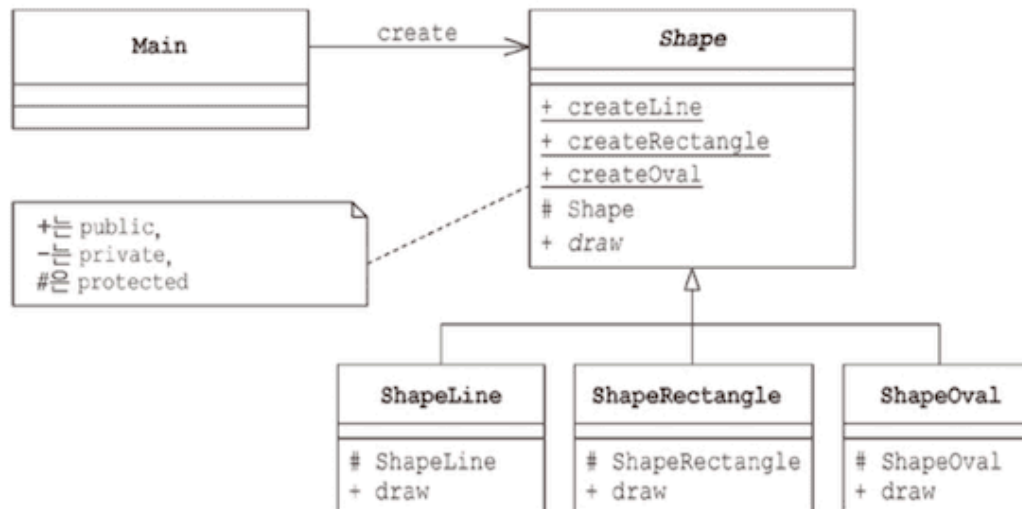 Main
create
Shape
+ createLine
+ createRectangle
+ createOval
# Shape
+ draw
+는 public,
-는 private,
#은 protected
ShapeLine
# ShapeLine
+ draw
ShapeRectangle
# ShapeRectangle
+ draw
ShapeOval
# ShapeOval
+ draw